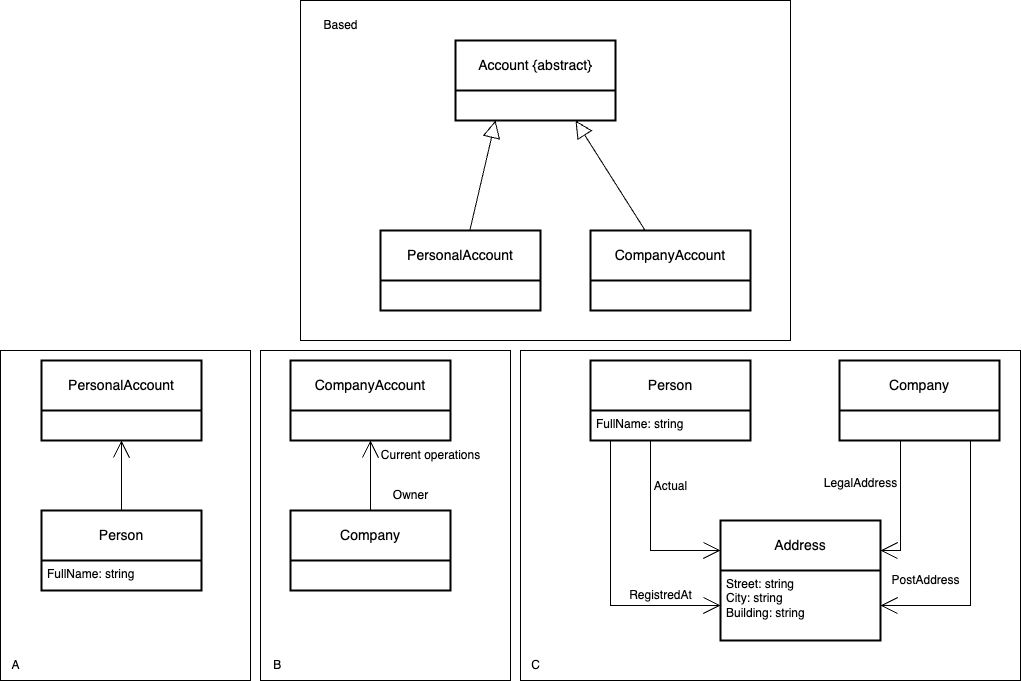 Based
Account {abstract}
PersonalAccount
CompanyAccount
PersonalAccount
Person
FullName: string
A
CompanyAccount
Current operations
Owner
Company
B
Person
FullName: string
Company
Actual
LegalAddress
Address
Street: string
City: string
Building: string
RegistredAt
PostAddress
C